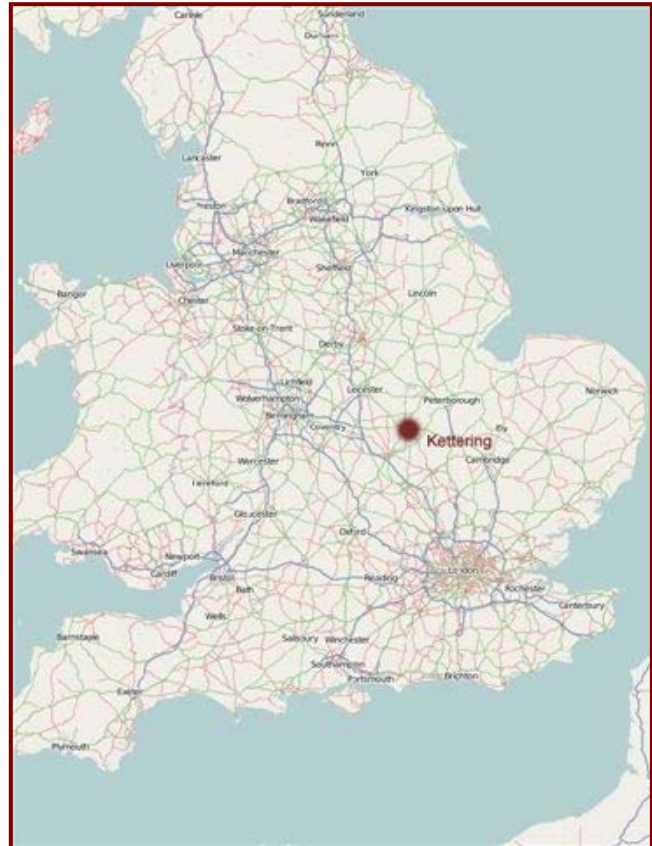 Carlisle
Sunderland
Durham
Ripon
Lancaster
York
Preston
Bradford
Kingston upon Hull
Wakefield
Manchester
Liverpool
Sheffield
Bangor
Chester
Lincoln
Stoke-on-Trent
Derby
Lichfield
Leicester
Norwich
Wolverhampton
Peterborough
Birmingham
Coventry
Ely
Kettering
Worcester
Cambridge
Hereford
Gloucester
Oxford
Swansea
Newport
Cardiff
Bristol
London
Reading
Bath
Rochester
Canterbury
Wells
Barnstaple
Salisbury
Winchester
Southampton
Portsmouth
Brighton
Exeter
Plymouth